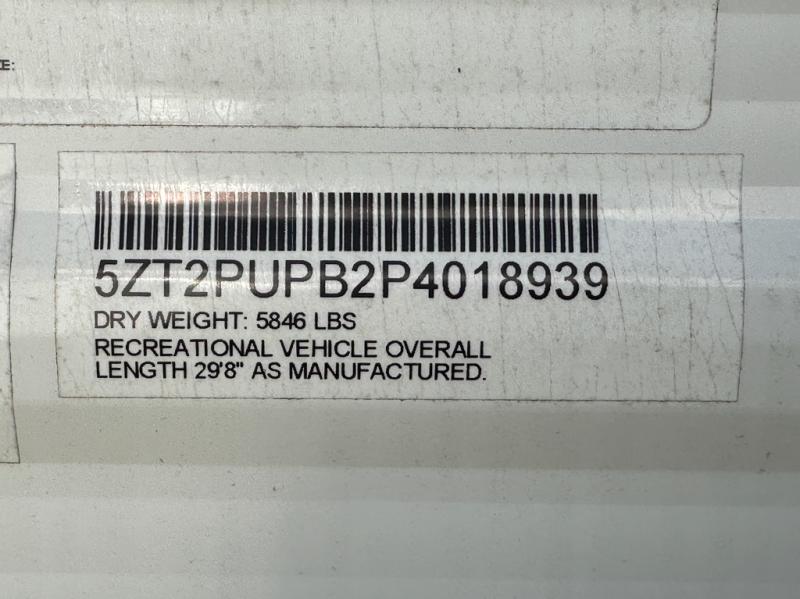 5ZT2PUPB2P4018939
DRY WEIGHT: 5846 LBS
RECREATIONAL VEHICLE OVERALL
LENGTH 29'8" AS MANUFACTURED.